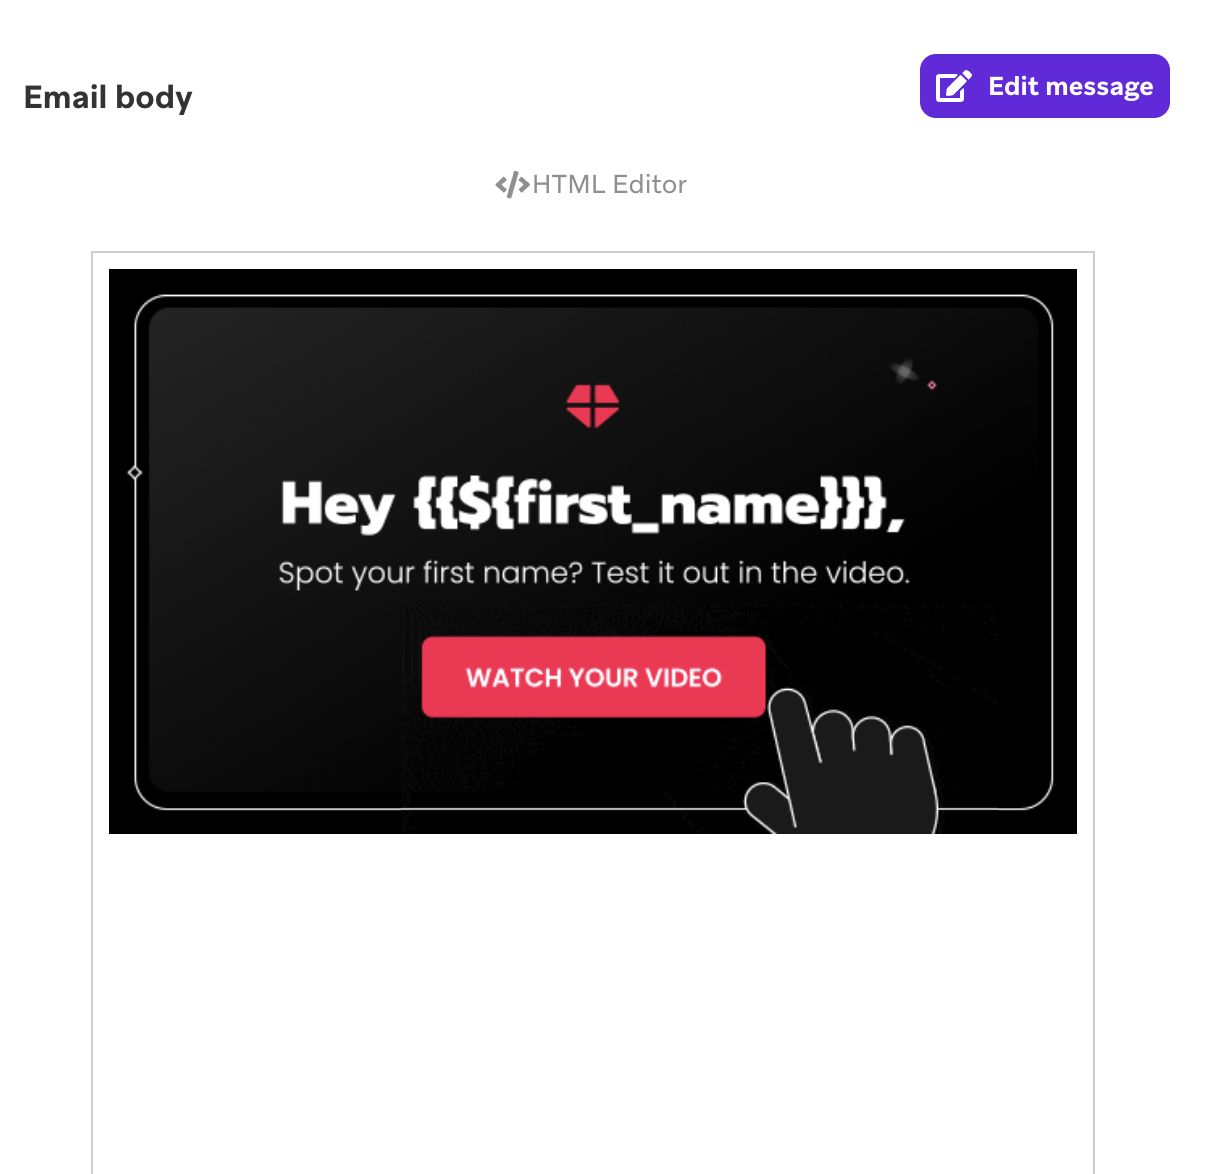 Email body
Edit message
</>HTML Editor
Hey {{${first_name}}},
Spot your first name? Test it out in the video.
WATCH YOUR VIDEO